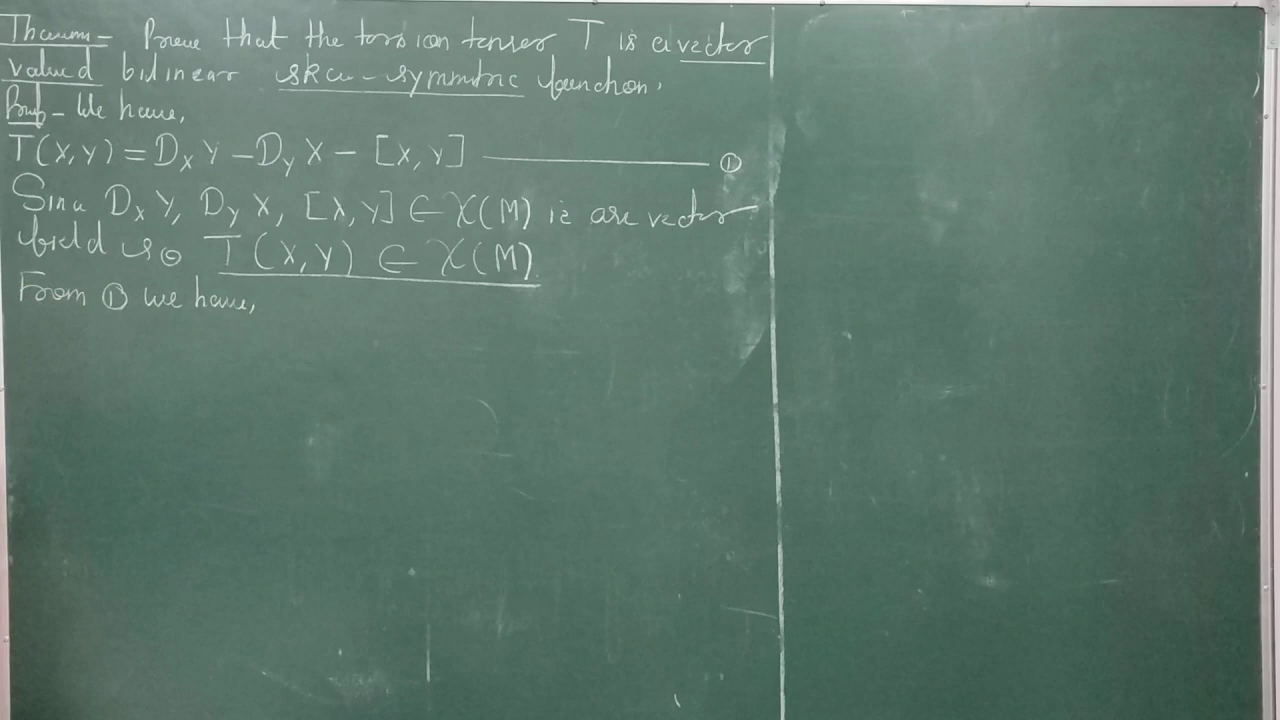 Theorem - Prove that the torsion tensor T is a vector
valued bilinear skew-symmetric function.
Proof - We have,
T(X,Y) = D_X Y - D_Y X - [X,Y] ——— ①
Since D_X Y, D_Y X, [X,Y] ∈ χ(M) ie are vector
field so T(X,Y) ∈ χ(M).
From ① we have,